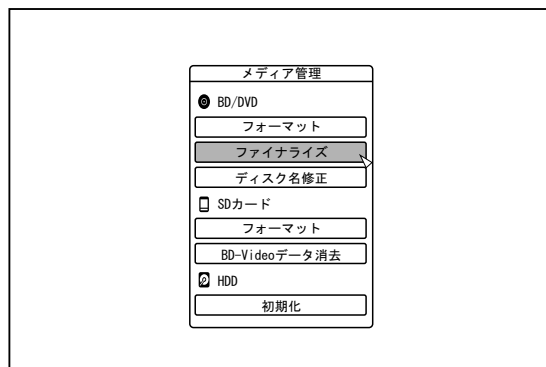 メディア管理
BD/DVD
フォーマット
ファイナライズ
ディスク名修正
SDカード
フォーマット
BD-Videoデータ消去
HDD
初期化